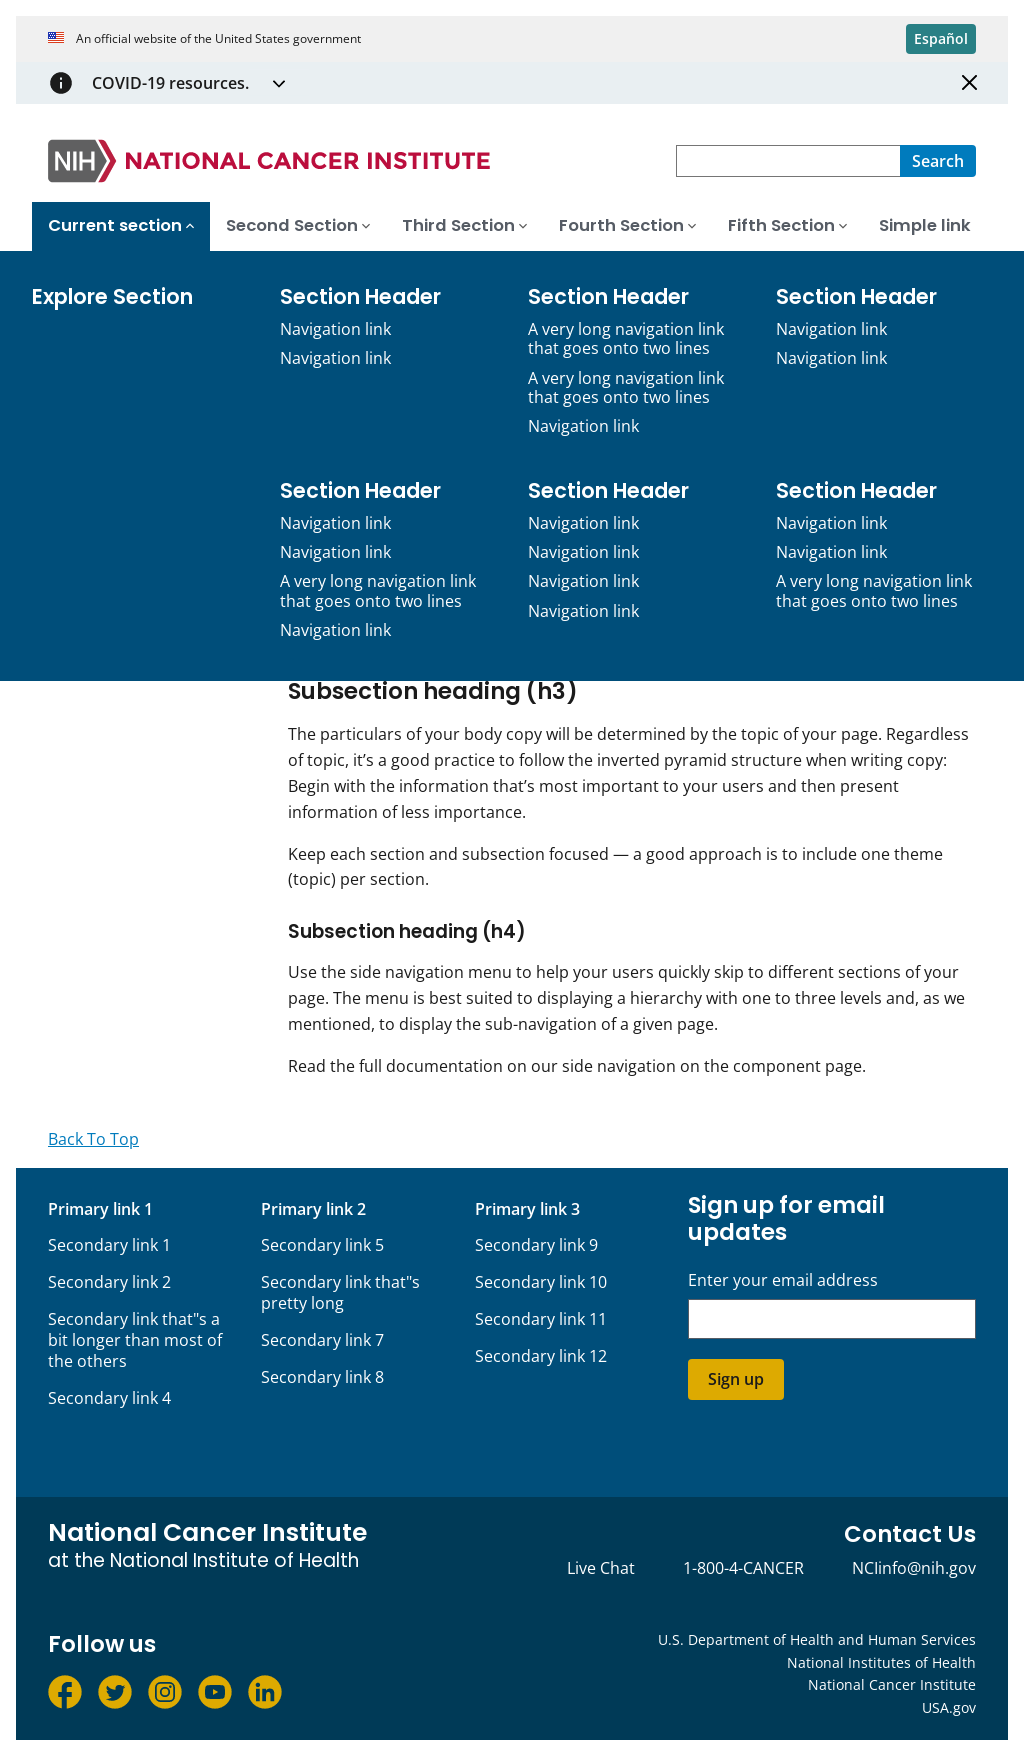 An official website of the United States government
Español
COVID-19 resources.
NIH NATIONAL CANCER INSTITUTE
Search
Current section
Second Section
Third Section
Fourth Section
Fifth Section
Simple link
Explore Section
Section Header
Navigation link
Navigation link
Section Header
A very long navigation link
that goes onto two lines
A very long navigation link
that goes onto two lines
Navigation link
Section Header
Navigation link
Navigation link
Section Header
Navigation link
Navigation link
A very long navigation link
that goes onto two lines
Navigation link
Section Header
Navigation link
Navigation link
Navigation link
Navigation link
Section Header
Navigation link
Navigation link
A very long navigation link
that goes onto two lines
Subsection heading (h3)
The particulars of your body copy will be determined by the topic of your page. Regardless
of topic, it’s a good practice to follow the inverted pyramid structure when writing copy:
Begin with the information that’s most important to your users and then present
information of less importance.
Keep each section and subsection focused — a good approach is to include one theme
(topic) per section.
Subsection heading (h4)
Use the side navigation menu to help your users quickly skip to different sections of your
page. The menu is best suited to displaying a hierarchy with one to three levels and, as we
mentioned, to display the sub-navigation of a given page.
Read the full documentation on our side navigation on the component page.
Back To Top
Primary link 1
Secondary link 1
Secondary link 2
Secondary link that"s a
bit longer than most of
the others
Secondary link 4
Primary link 2
Secondary link 5
Secondary link that"s
pretty long
Secondary link 7
Secondary link 8
Primary link 3
Secondary link 9
Secondary link 10
Secondary link 11
Secondary link 12
Sign up for email
updates
Enter your email address
Sign up
National Cancer Institute
at the National Institute of Health
Contact Us
Live Chat
1-800-4-CANCER
NCIinfo@nih.gov
Follow us
U.S. Department of Health and Human Services
National Institutes of Health
National Cancer Institute
USA.gov